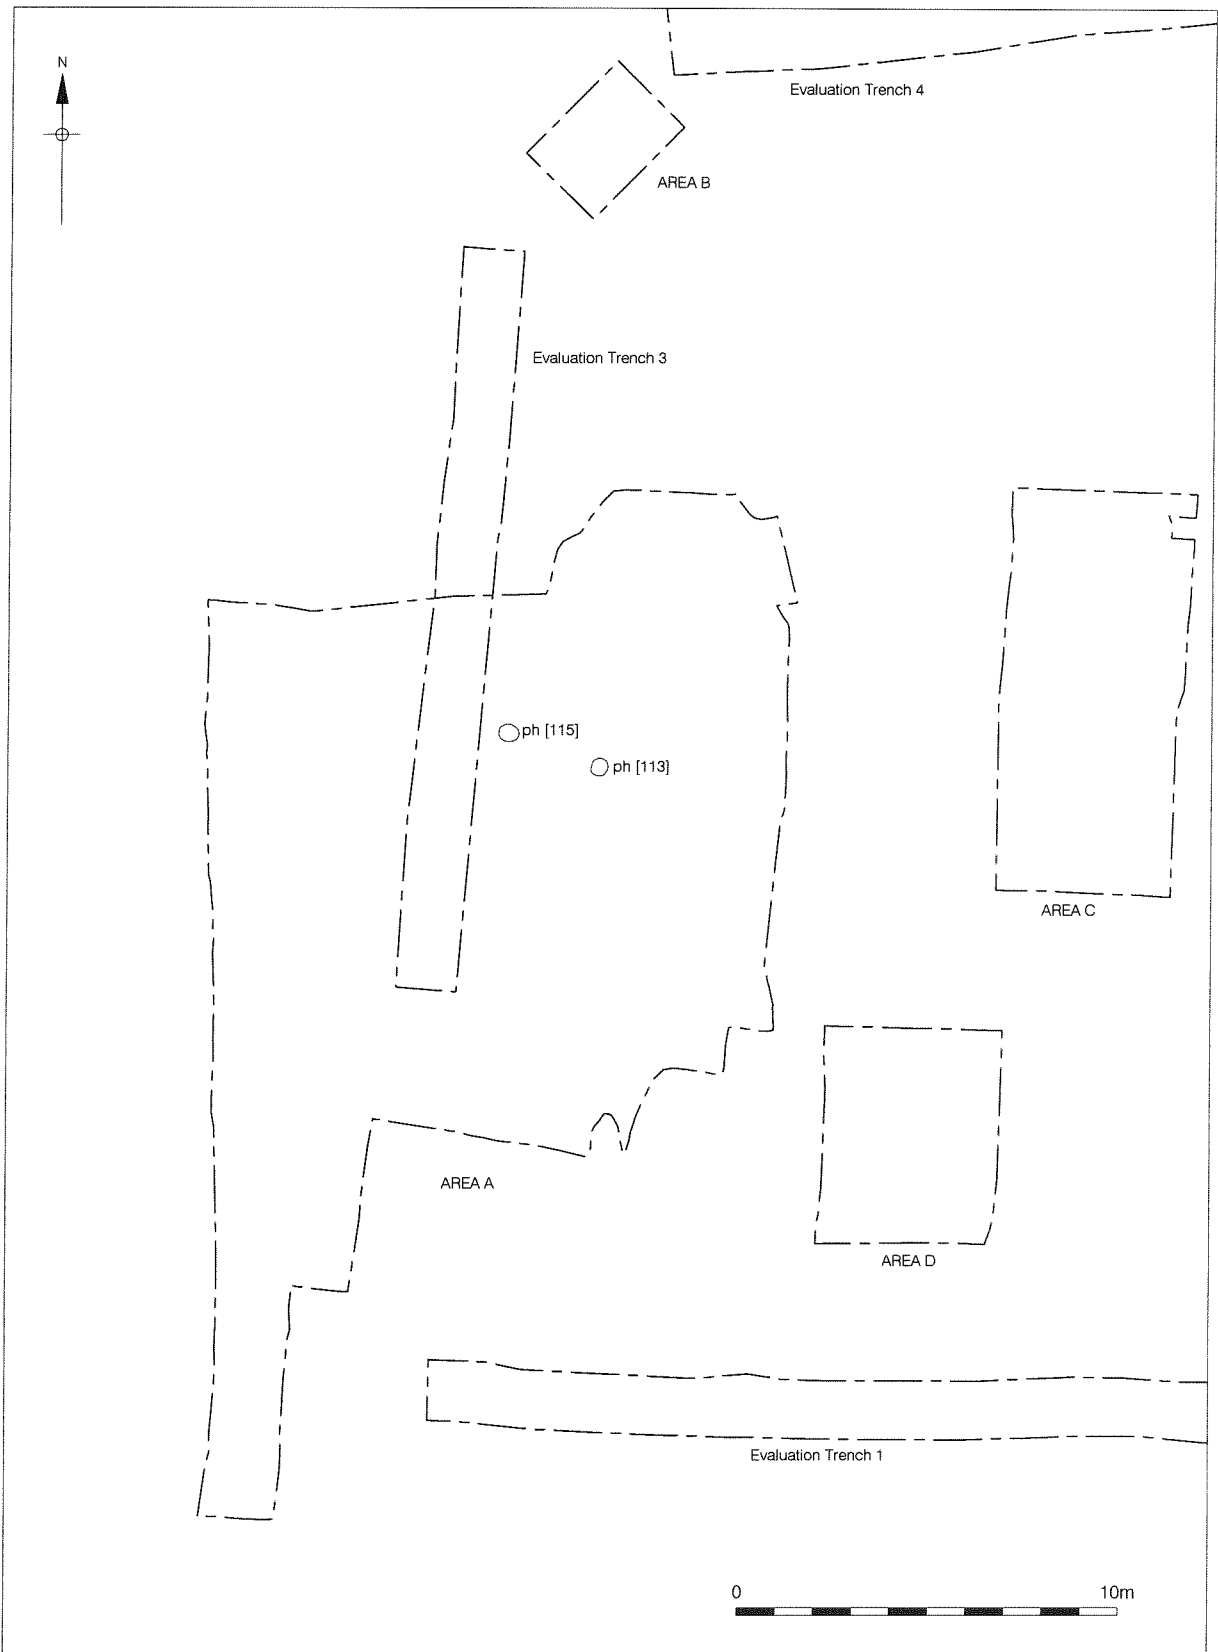 N
Evaluation Trench 4
AREA B
Evaluation Trench 3
ph [115]
ph [113]
AREA C
AREA A
AREA D
Evaluation Trench 1
0 10m